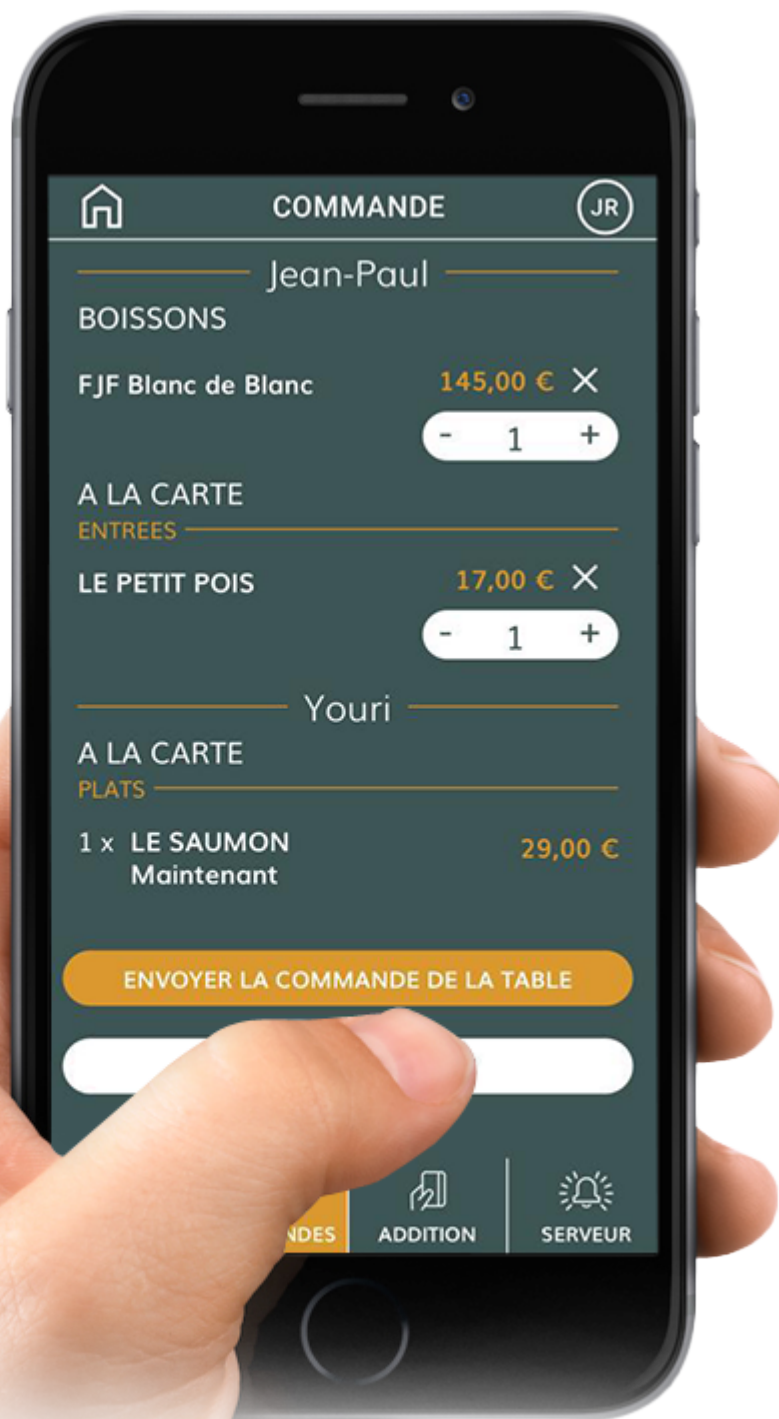 COMMANDE
JR
Jean-Paul
BOISSONS
FJF Blanc de Blanc 145,00 €
- 1 +
A LA CARTE
ENTREES
LE PETIT POIS 17,00 €
- 1 +
Youri
A LA CARTE
PLATS
1 x LE SAUMON 29,00 €
Maintenant
ENVOYER LA COMMANDE DE LA TABLE
ADDITION SERVEUR